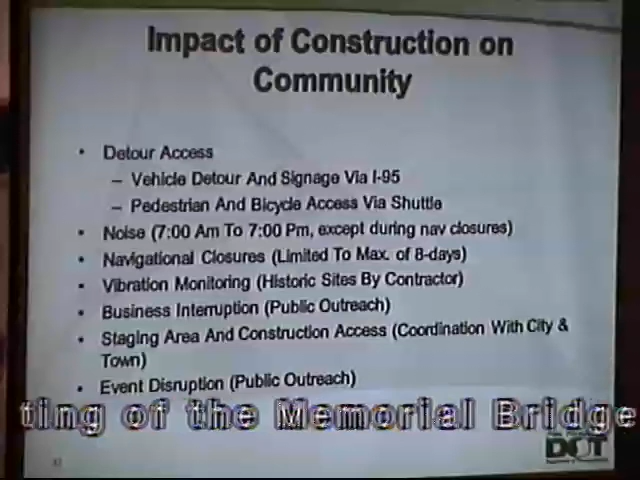 Impact of Construction on
Community
• Detour Access
– Vehicle Detour And Signage Via I-95
– Pedestrian And Bicycle Access Via Shuttle
• Noise (7:00 Am To 7:00 Pm, except during nav closures)
• Navigational Closures (Limited To Max. of 8-days)
• Vibration Monitoring (Historic Sites By Contractor)
• Business Interruption (Public Outreach)
• Staging Area And Construction Access (Coordination With City &
Town)
• Event Disruption (Public Outreach)
ting of the Memorial Bridge
DOT